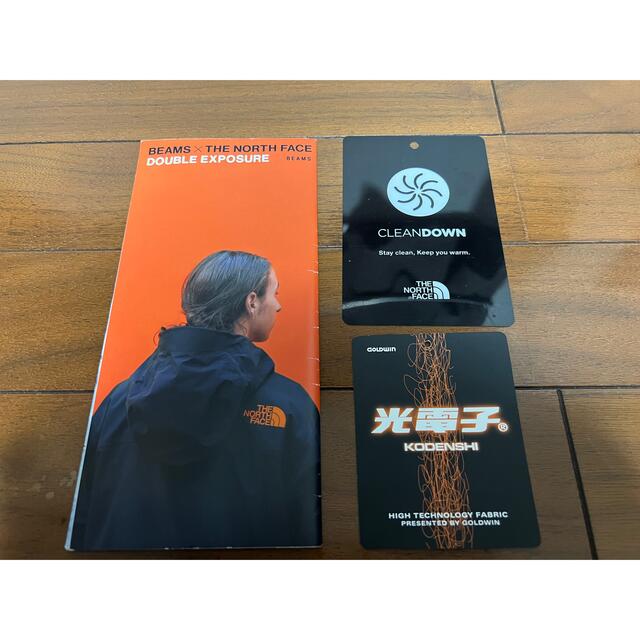 BEAMS × THE NORTH FACE
DOUBLE EXPOSURE BEAMS
THE
NORTH
FACE
CLEANDOWN
Stay clean, Keep you warm.
THE
NORTH
FACE
GOLDWIN
光電子®
KODENSHI
HIGH TECHNOLOGY FABRIC
PRESENTED BY GOLDWIN